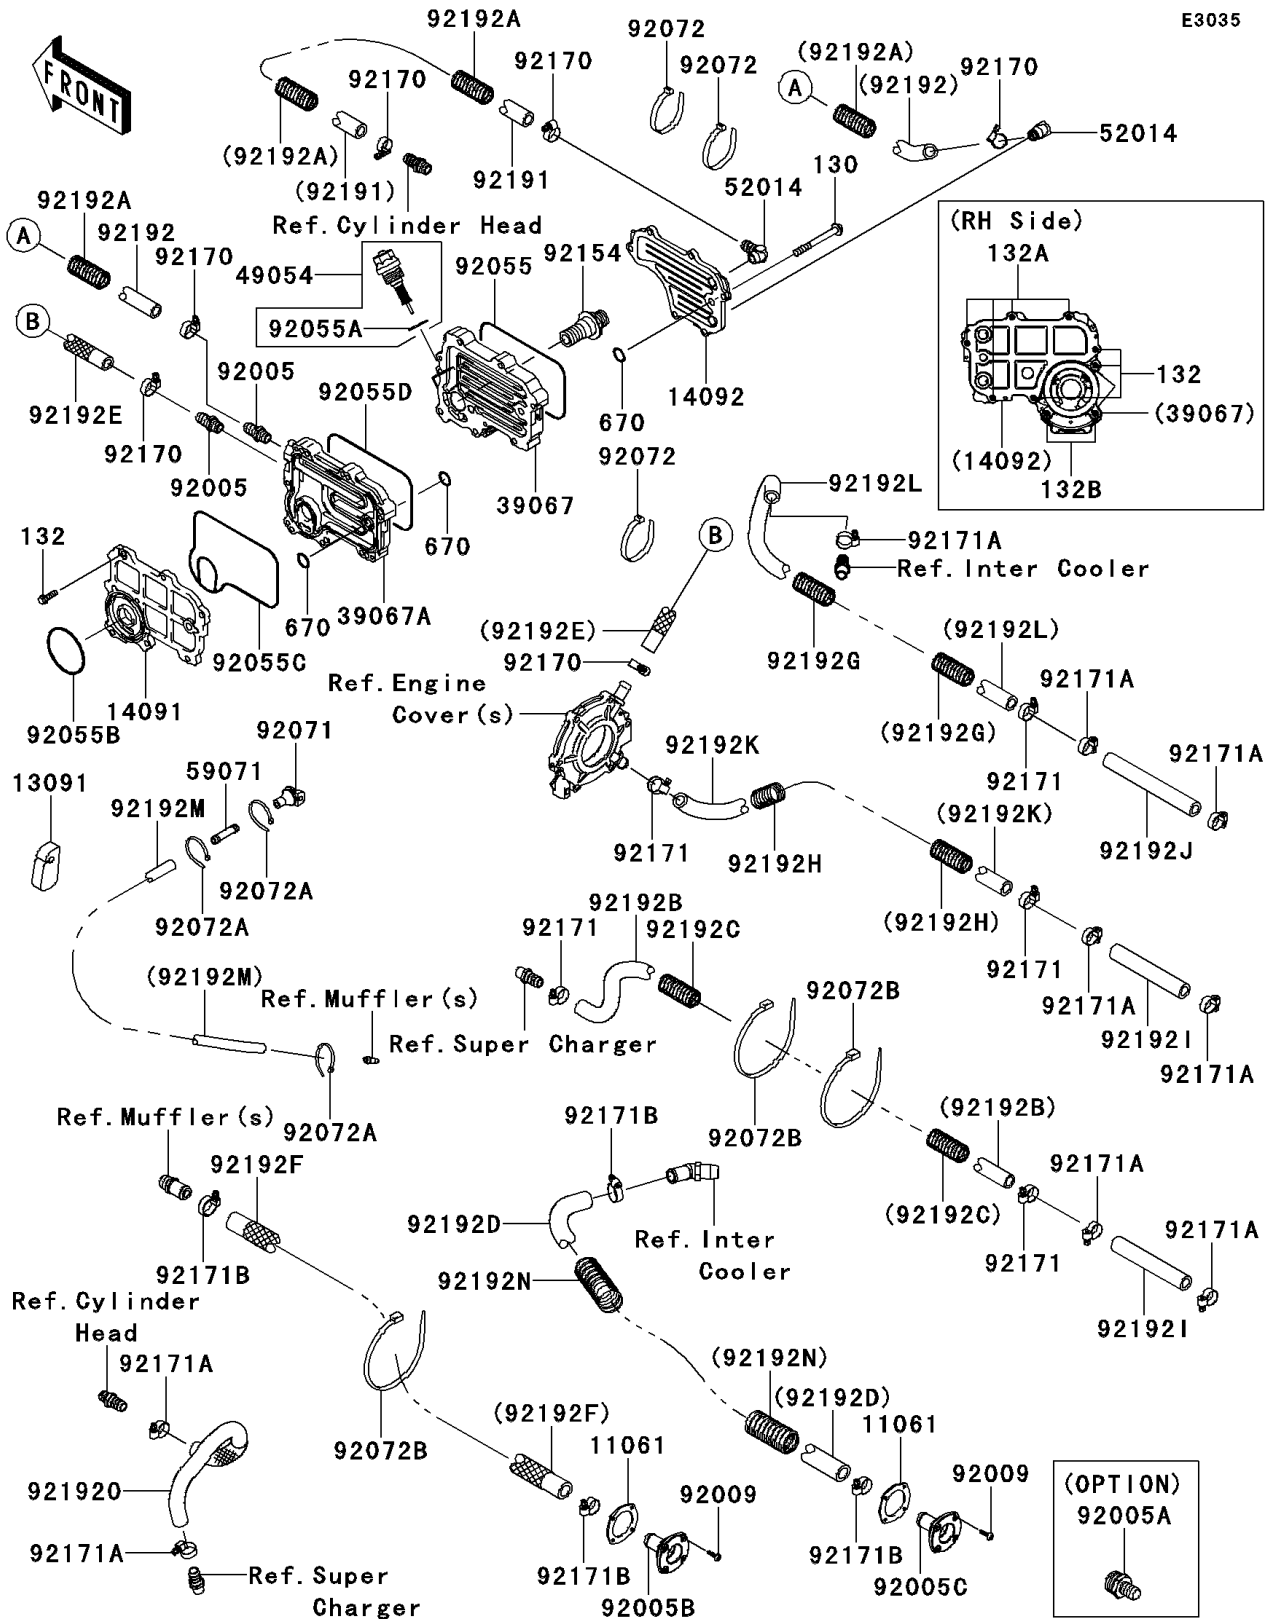 E3035
FRONT
92192A
92072
92170
92072
(92192A)
(92192)
92170
A
52014
92170
(92192A)
(92191)
92191
130
52014
Ref.Cylinder Head
92192A
A
92192
92170
49054
92055
92154
92055A
(RH Side)
132A
132
(39067)
(14092)
132B
B
92192E
92170
92005
92005
92055D
14092
670
39067
92072
670
92192L
92171A
Ref.Inter Cooler
132
39067A
670
92055C
14091
92055B
B
(92192E)
92170
92192G
(92192L)
92171A
(92192G)
92171
92171A
92192J
Ref.Engine
Cover(s)
92071
59071
13091
92192M
92072A
92072A
92192K
92171
92192H
(92192K)
(92192H)
92171
92171A
92192I
92171A
92192B
92171
92192C
(92192M)
Ref.Muffler(s)
Ref.Super Charger
92072B
92072B
92072A
Ref.Muffler(s)
92192F
92171B
92171B
92192D
Ref.Inter
Cooler
92192N
(92192B)
(92192C)
92171A
92171
92171A
92192I
Ref.Cylinder
Head
92171A
92072B
(92192N)
(92192D)
11061
(92192F)
11061
92009
92009
921920
92171A
Ref.Super
Charger
92171B
92005B
92171B
92005C
(OPTION)
92005A